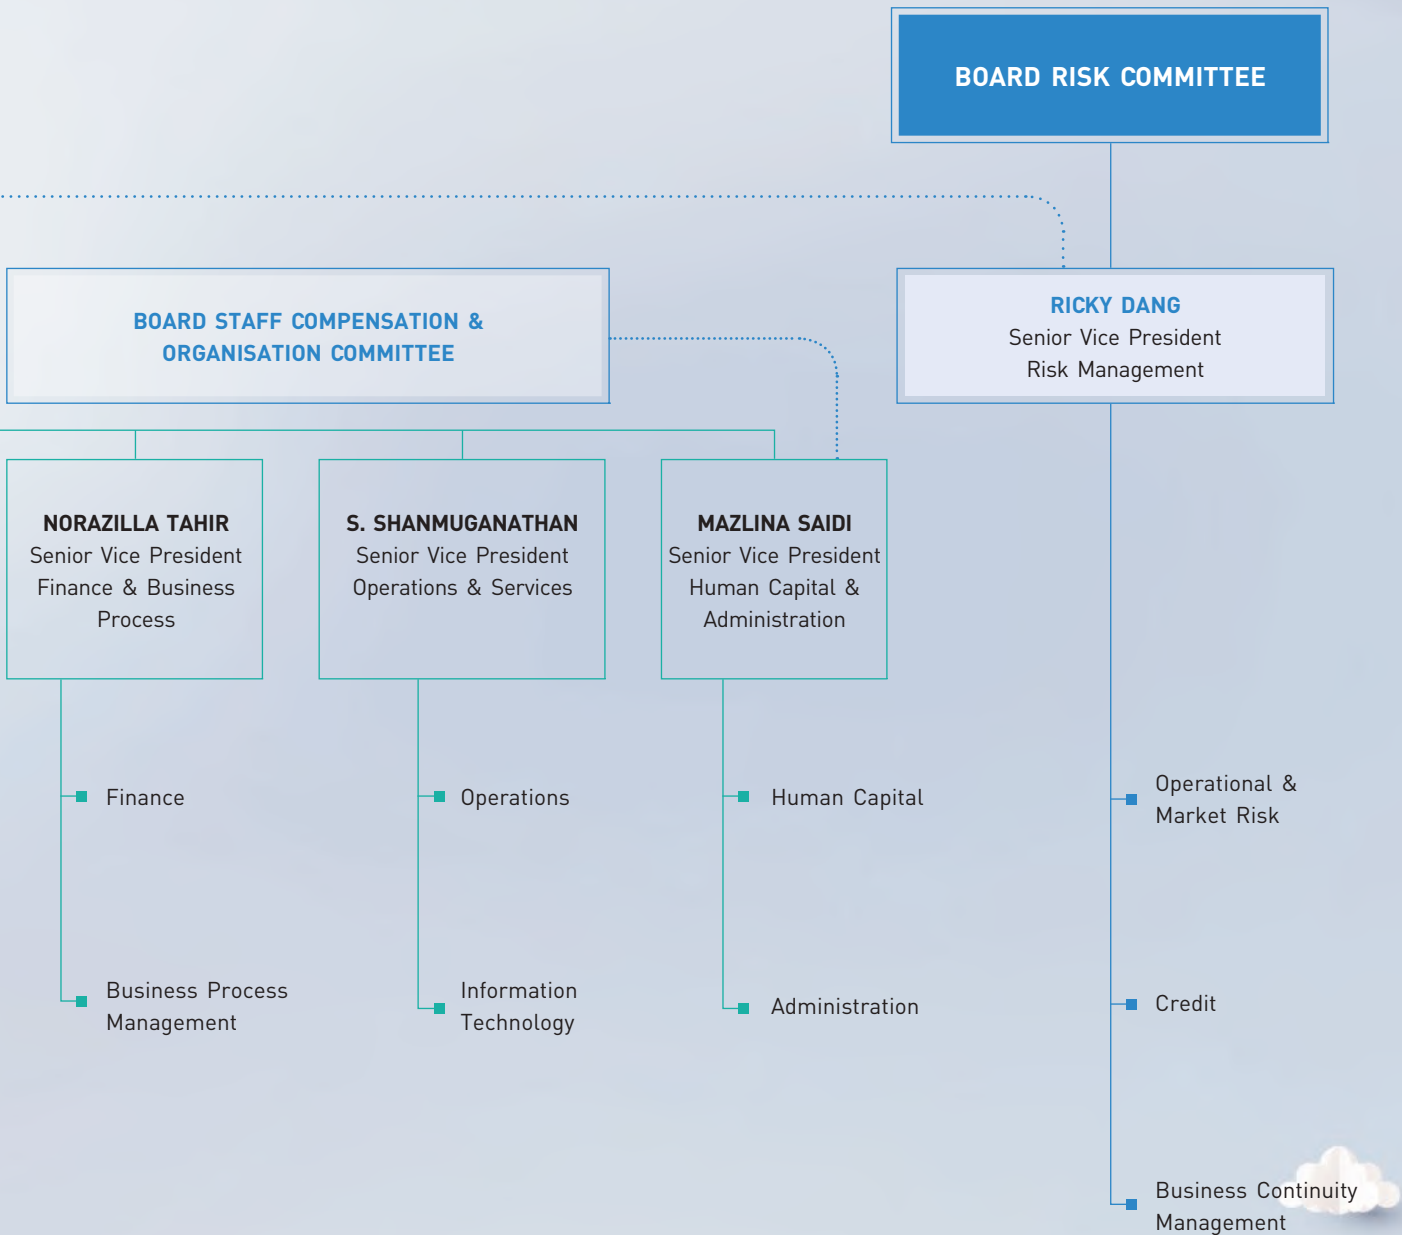 BOARD RISK COMMITTEE
BOARD STAFF COMPENSATION &
ORGANISATION COMMITTEE
RICKY DANG
Senior Vice President
Risk Management
NORAZILLA TAHIR
Senior Vice President
Finance & Business
Process
S. SHANMUGANATHAN
Senior Vice President
Operations & Services
MAZLINA SAIDI
Senior Vice President
Human Capital &
Administration
Finance
Business Process
Management
Operations
Information
Technology
Human Capital
Administration
Operational &
Market Risk
Credit
Business Continuity
Management